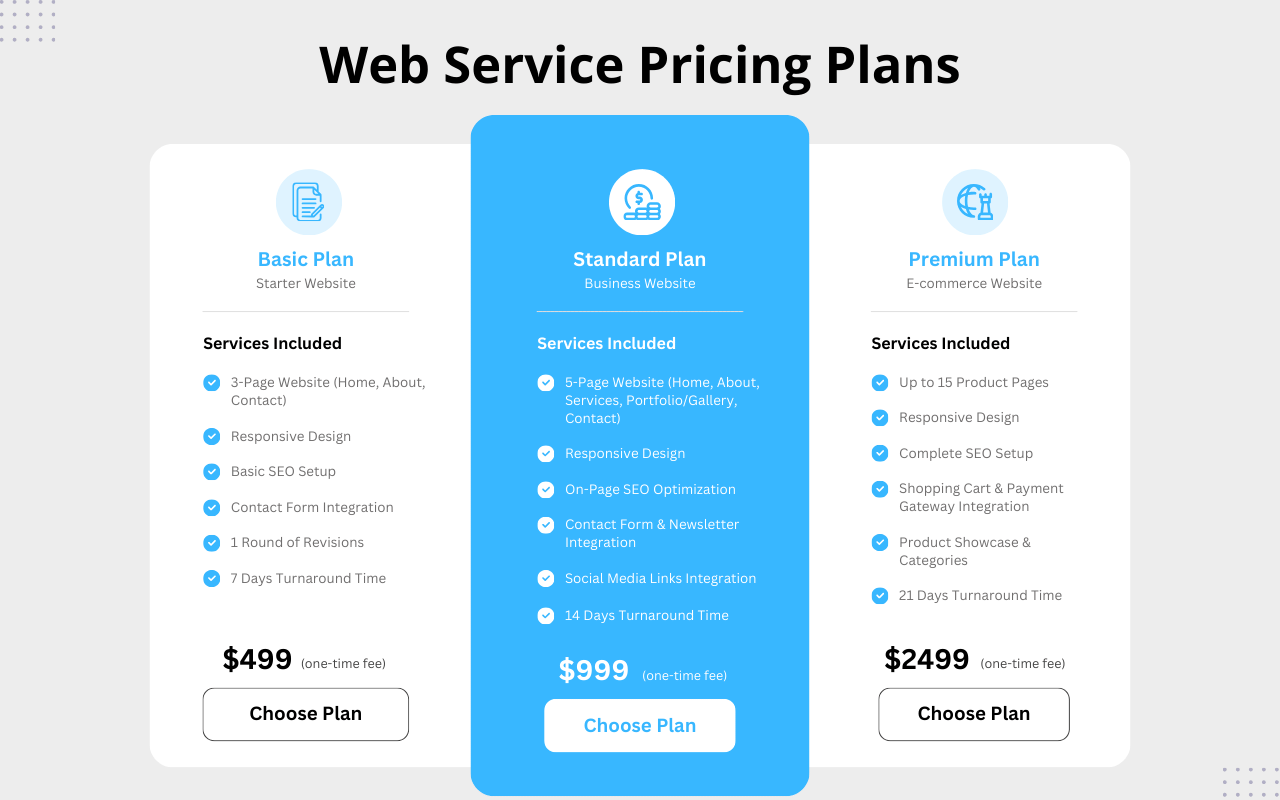 Web Service Pricing Plans
Basic Plan
Starter Website
Services Included
3-Page Website (Home, About,
Contact)
Responsive Design
Basic SEO Setup
Contact Form Integration
1 Round of Revisions
7 Days Turnaround Time
$499 (one-time fee)
Choose Plan
$
Standard Plan
Business Website
Services Included
5-Page Website (Home, About,
Services, Portfolio/Gallery,
Contact)
Responsive Design
On-Page SEO Optimization
Contact Form & Newsletter
Integration
Social Media Links Integration
14 Days Turnaround Time
$999 (one-time fee)
Choose Plan
Premium Plan
E-commerce Website
Services Included
Up to 15 Product Pages
Responsive Design
Complete SEO Setup
Shopping Cart & Payment
Gateway Integration
Product Showcase &
Categories
21 Days Turnaround Time
$2499 (one-time fee)
Choose Plan